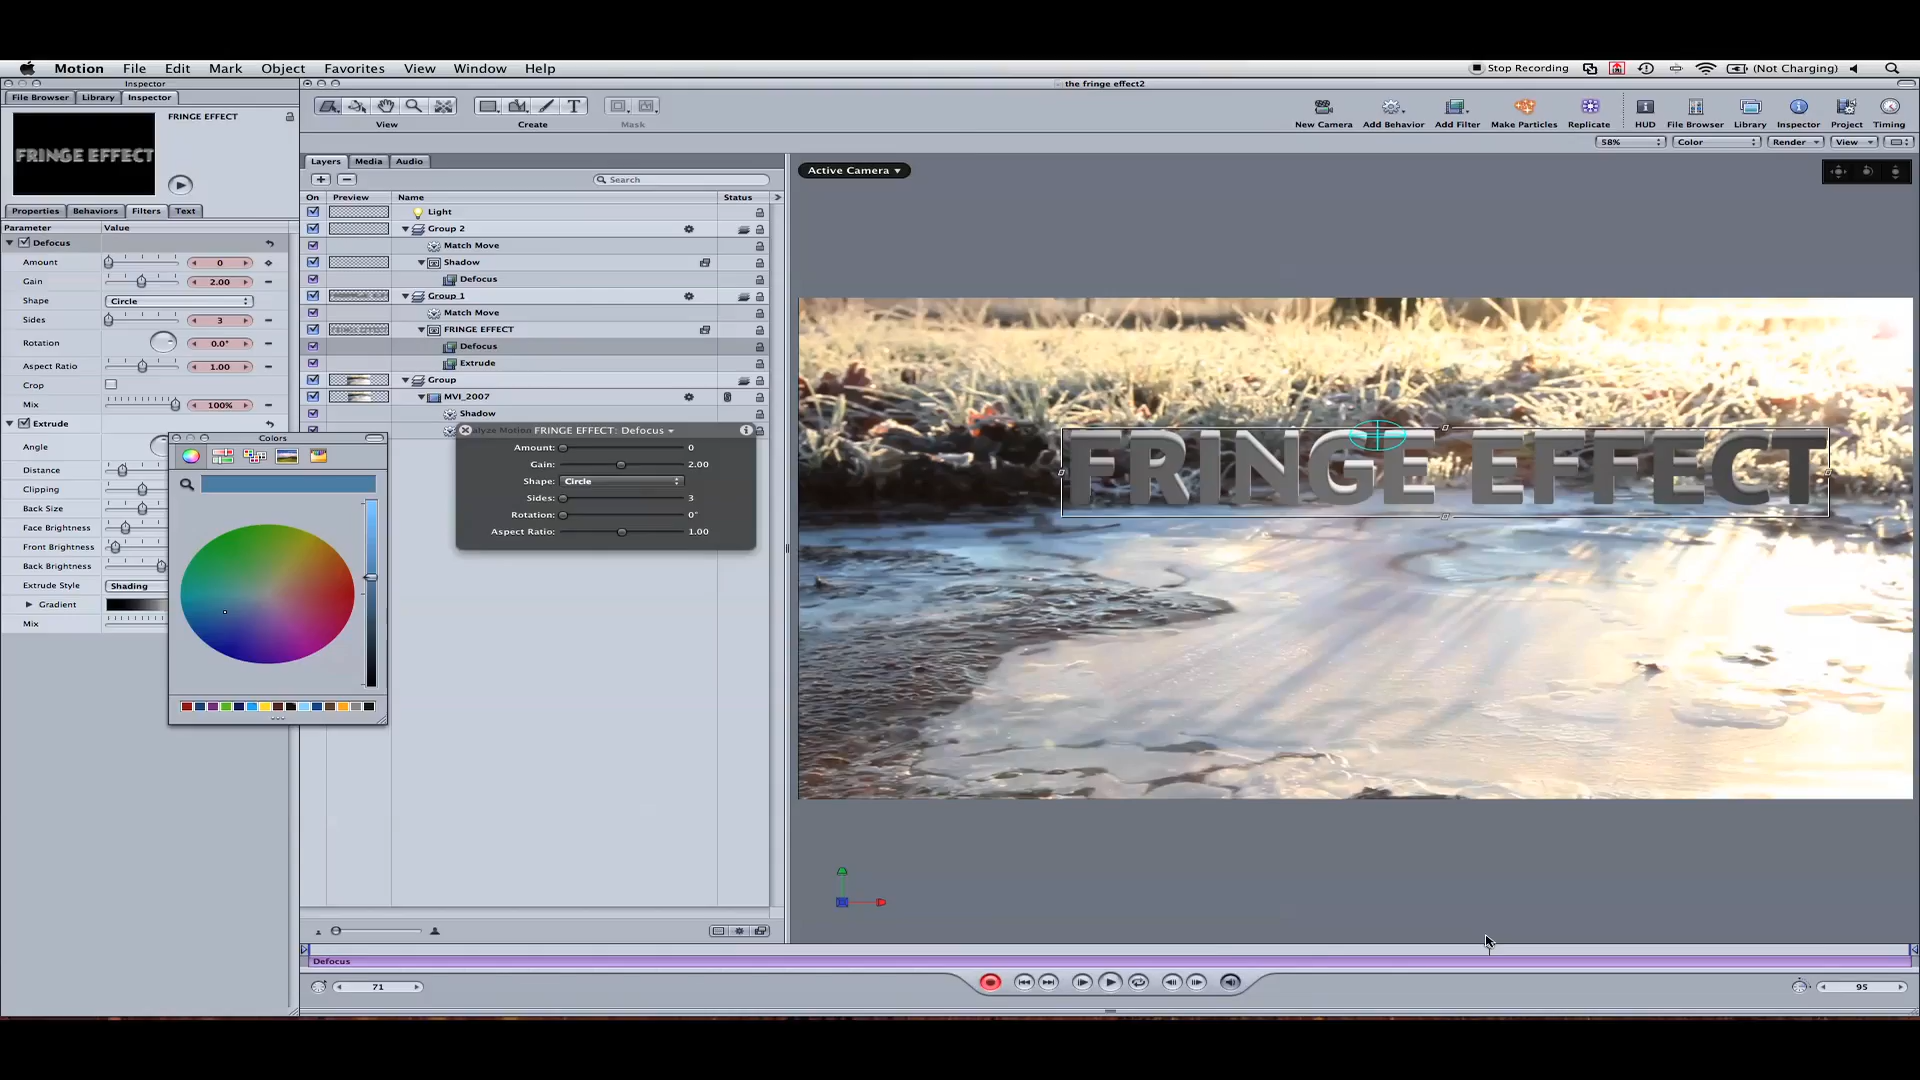 Motion File Edit Mark Object Favorites View Window Help
Stop Recording (Not Charging)
Inspector
the fringe effect2
File Browser Library Inspector
FRINGE EFFECT
FRINGE EFFECT
View Create Mask
New Camera Add Behavior Add Filter Make Particles Replicate HUD File Browser Library Inspector Project Timing
58% Color Render View
Layers Media Audio
Active Camera
Search
On Preview Name Status
Properties Behaviors Filters Text
Parameter Value
Defocus
Amount 0
Gain 2.00
Shape Circle
Sides 3
Rotation 0.0°
Aspect Ratio 1.00
Crop
Mix 100%
Extrude
Angle
Distance
Clipping
Back Size
Face Brightness
Front Brightness
Back Brightness
Extrude Style Shading
Gradient
Mix
Colors
Light
Group 2
Match Move
Shadow
Defocus
Group 1
Match Move
FRINGE EFFECT
Defocus
Extrude
Group
MVI_2007
Shadow
alyze Motion
FRINGE EFFECT: Defocus
Amount: 0
Gain: 2.00
Shape: Circle
Sides: 3
Rotation: 0°
Aspect Ratio: 1.00
FRINGE EFFECT
Defocus
71
95